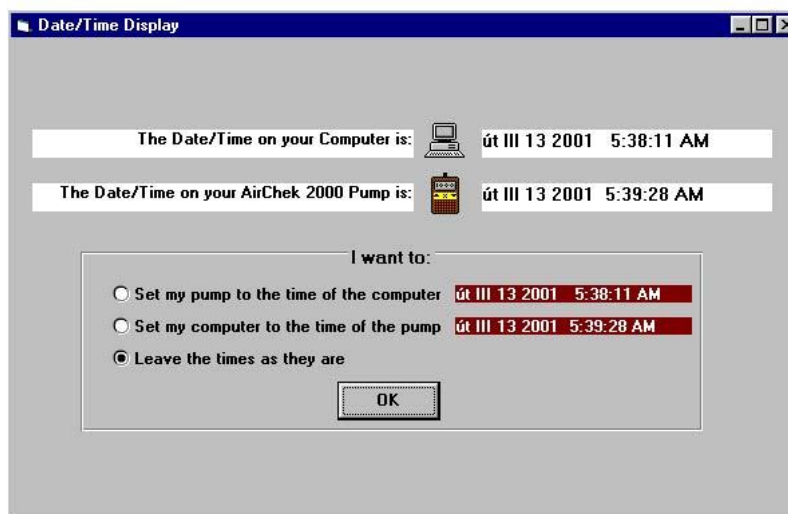 Date/Time Display
The Date/Time on your Computer is: út III 13 2001 5:38:11 AM
The Date/Time on your AirChek 2000 Pump is: út III 13 2001 5:39:28 AM
I want to:
Set my pump to the time of the computer út III 13 2001 5:38:11 AM
Set my computer to the time of the pump út III 13 2001 5:39:28 AM
Leave the times as they are
OK